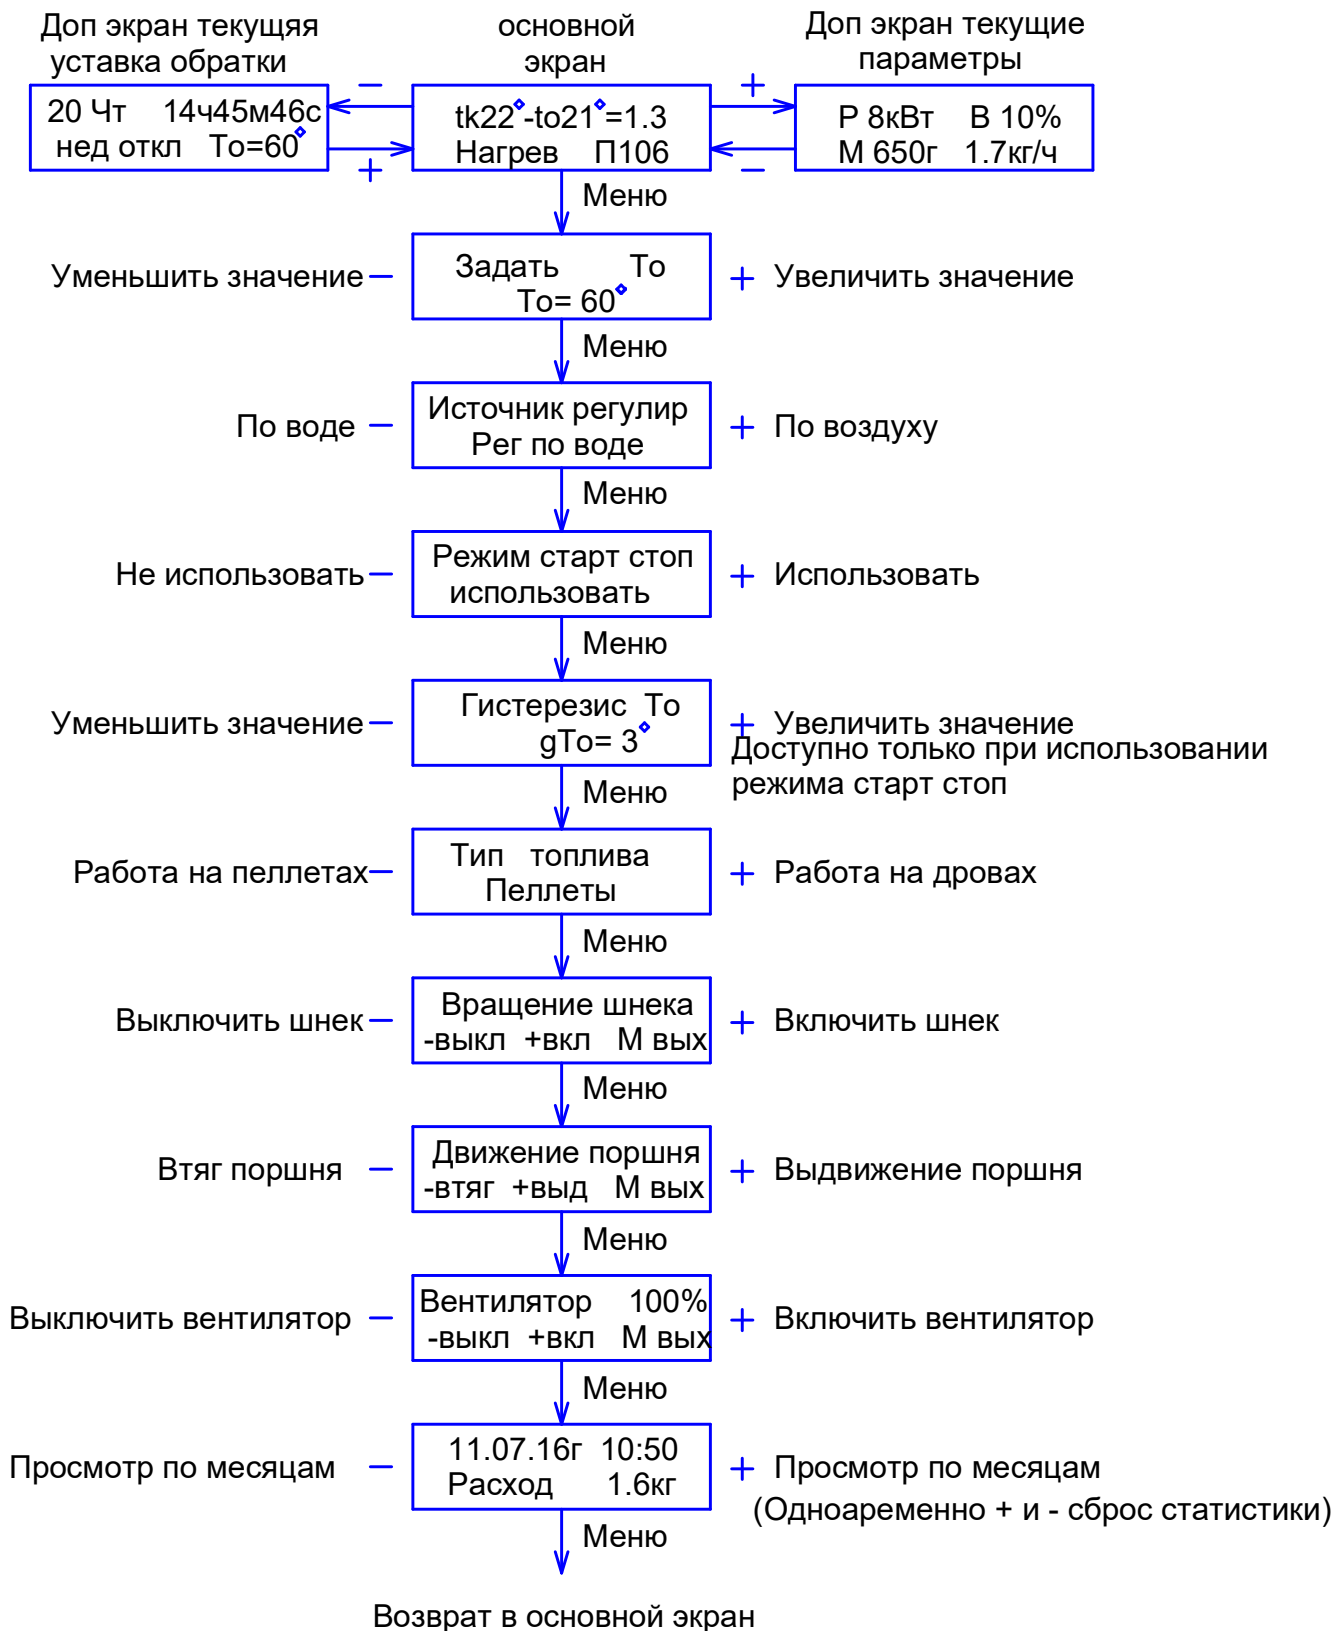 Доп экран текущяя
уставка обратки
основной
экран
Доп экран текущие
параметры
20 Чт 14ч45м46с
нед откл То=60°
−
+
tk22°-to21°=1.3
Нагрев П106
+
−
Р 8кВт В 10%
М 650г 1.7кг/ч
Меню
Уменьшить значение −
Задать То
То= 60°
+ Увеличить значение
Меню
По воде −
Источник регулир
Рег по воде
+ По воздуху
Меню
Не использовать −
Режим старт стоп
использовать
+ Использовать
Меню
Уменьшить значение −
Гистерезис То
gТо= 3°
+ Увеличить значение
Доступно только при использовании
режима старт стоп
Меню
Работа на пеллетах −
Тип топлива
Пеллеты
+ Работа на дровах
Меню
Выключить шнек −
Вращение шнека
-выкл +вкл М вых
+ Включить шнек
Меню
Втяг поршня −
Движение поршня
-втяг +выд М вых
+ Выдвижение поршня
Меню
Выключить вентилятор −
Вентилятор 100%
-выкл +вкл М вых
+ Включить вентилятор
Меню
Просмотр по месяцам −
11.07.16г 10:50
Расход 1.6кг
+ Просмотр по месяцам
(Одноаременно + и - сброс статистики)
Меню
Возврат в основной экран